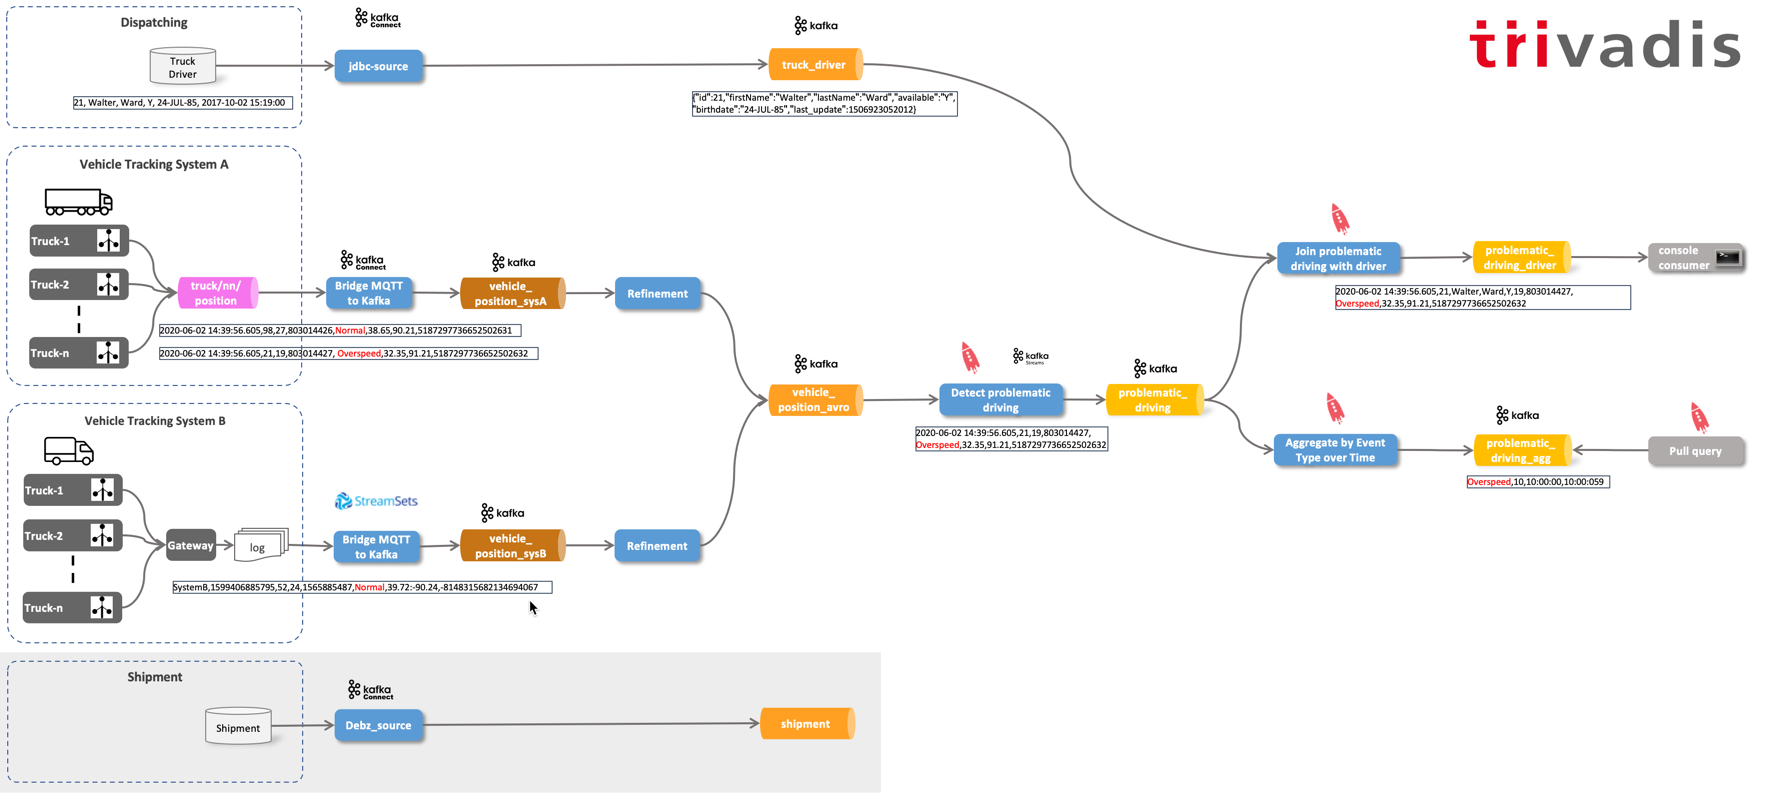 Dispatching
kafka
Connect
kafka
trivadis
Truck
Driver
jdbc-source
truck_driver
21, Walter, Ward, Y, 24-JUL-85, 2017-10-02 15:19:00
{"id":21,"firstName":"Walter","lastName":"Ward","available":"Y",
"birthdate":"24-JUL-85","last_update":1506923052012}
Vehicle Tracking System A
Truck-1
Truck-2
Truck-n
truck/nn/
position
kafka
Connect
Bridge MQTT
to Kafka
kafka
vehicle_
position_sysA
Refinement
2020-06-02 14:39:56.605,98,27,803014426,Normal,38.65,90.21,5187297736652502631
2020-06-02 14:39:56.605,21,19,803014427, Overspeed,32.35,91.21,5187297736652502632
Join problematic
driving with driver
problematic_
driving_driver
console
consumer
2020-06-02 14:39:56.605,21,Walter,Ward,Y,19,803014427,
Overspeed,32.35,91.21,5187297736652502632
kafka
vehicle_
position_avro
kafka
Streams
Detect problematic
driving
kafka
problematic_
driving
2020-06-02 14:39:56.605,21,19,803014427,
Overspeed,32.35,91.21,5187297736652502632
Aggregate by Event
Type over Time
kafka
problematic_
driving_agg
Pull query
Overspeed,10,10:00:00,10:00:059
Vehicle Tracking System B
Truck-1
Truck-2
Truck-n
Gateway
log
StreamSets
Bridge MQTT
to Kafka
kafka
vehicle_
position_sysB
Refinement
SystemB,1599406885795,52,24,1565885487,Normal,39.72:-90.24,-8148315682134694067
Shipment
Shipment
kafka
Connect
Debz_source
shipment